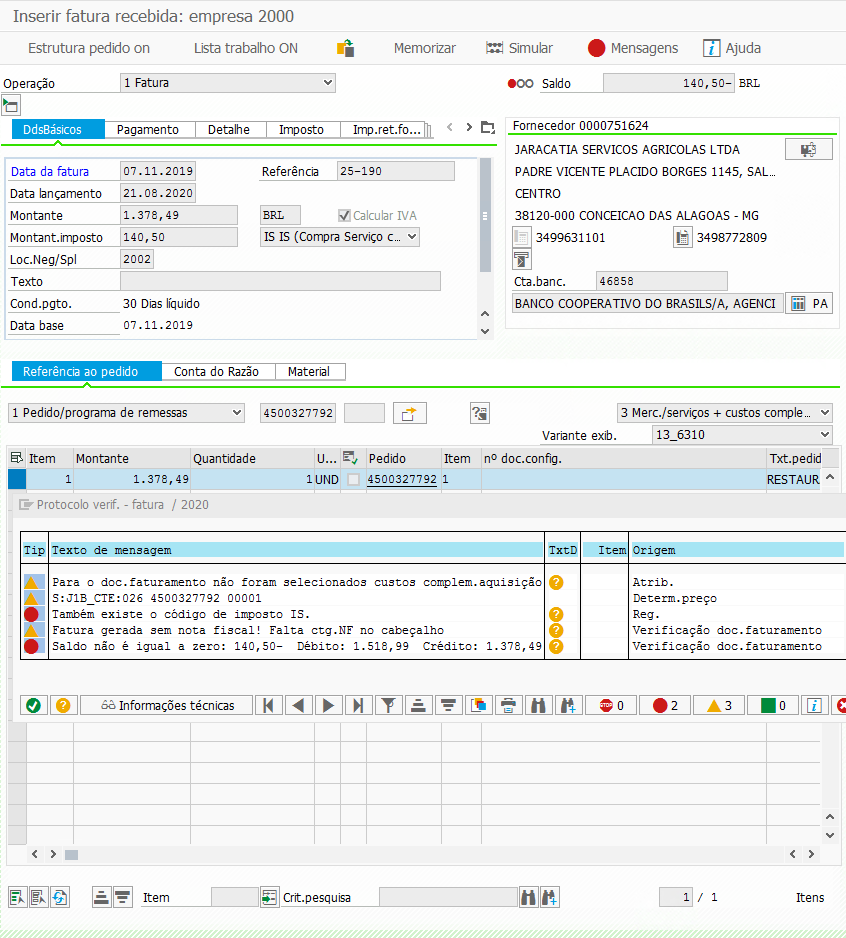 Inserir fatura recebida: empresa 2000
Estrutura pedido on Lista trabalho ON Memorizar Simular Mensagens Ajuda
Operação 1 Fatura Saldo 140,50- BRL
DdsBásicos Pagamento Detalhe Imposto Imp.ret.fo...
Data da fatura 07.11.2019 Referência 25-190
Data lançamento 21.08.2020
Montante 1.378,49 BRL Calcular IVA
Montant.imposto 140,50 IS IS (Compra Serviço c...
Loc.Neg/Spl 2002
Texto
Cond.pgto. 30 Dias líquido
Data base 07.11.2019
Fornecedor 0000751624
JARACATIA SERVICOS AGRICOLAS LTDA
PADRE VICENTE PLACIDO BORGES 1145, SAL...
CENTRO
38120-000 CONCEICAO DAS ALAGOAS - MG
3499631101 3498772809
Cta.banc. 46858
BANCO COOPERATIVO DO BRASILS/A, AGENCI PA
Referência ao pedido Conta do Razão Material
1 Pedido/programa de remessas 4500327792 3 Merc./serviços + custos comple...
Variante exib. 13_6310
Item Montante Quantidade U... Pedido Item nº doc.config. Txt.pedid
1 1.378,49 1 UND 4500327792 1 RESTAUR
Protocolo verif. - fatura / 2020
Tip Texto de mensagem TxtD Item Origem
Para o doc.faturamento não foram selecionados custos complem.aquisição Atrib.
S:J1B_CTE:026 4500327792 00001 Determ.preço
Também existe o código de imposto IS. Reg.
Fatura gerada sem nota fiscal! Falta ctg.NF no cabeçalho Verificação doc.faturamento
Saldo não é igual a zero: 140,50- Débito: 1.518,99 Crédito: 1.378,49 Verificação doc.faturamento
Informações técnicas STOP 0 2 3 0
Item Crit.pesquisa 1 / 1 Itens